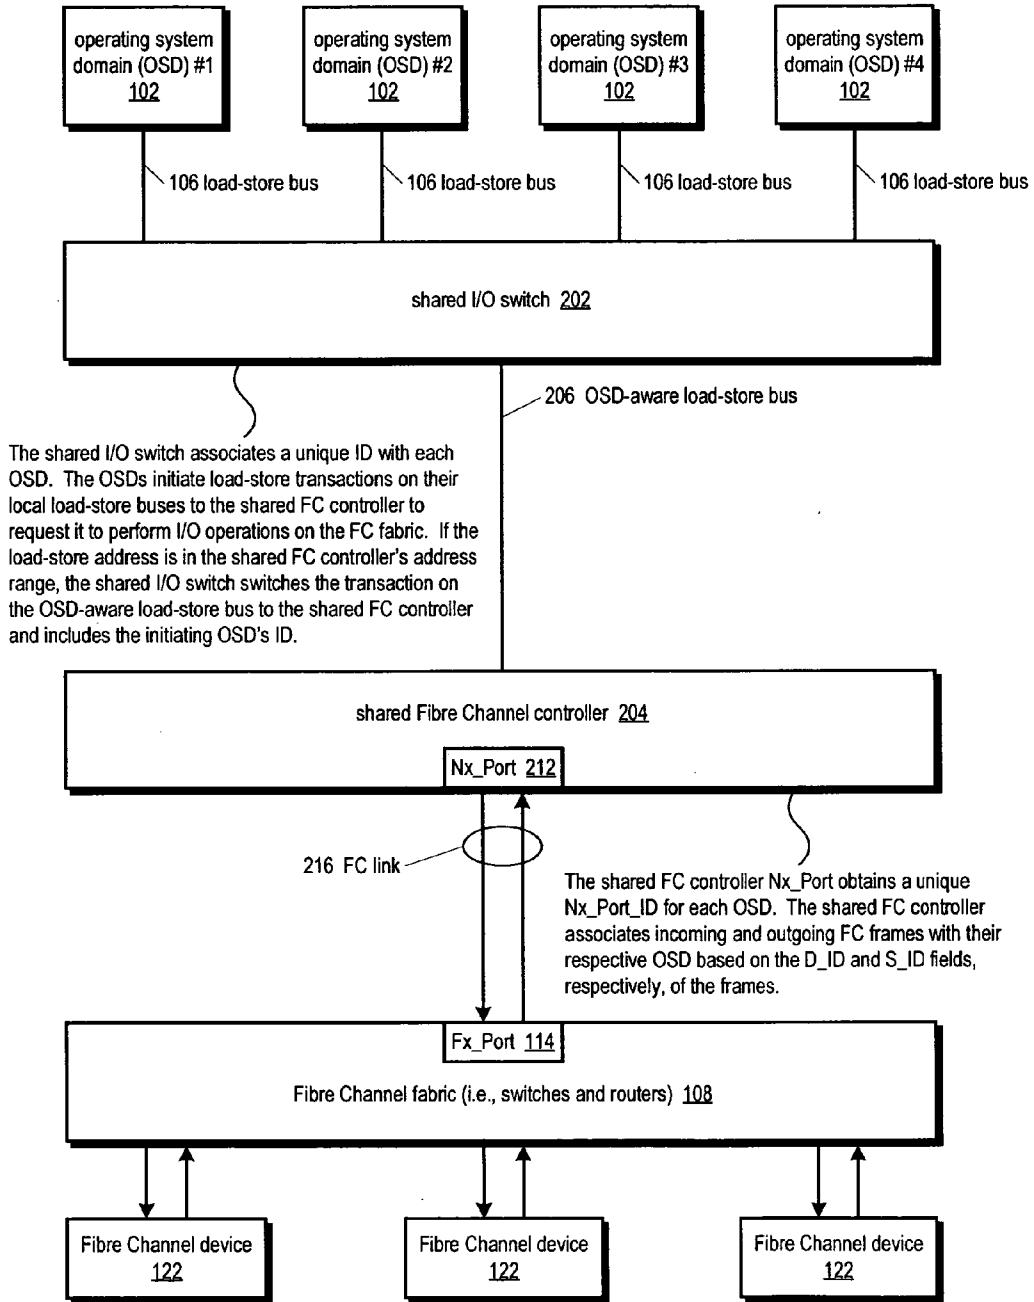 operating system
domain (OSD) #1
102
operating system
domain (OSD) #2
102
operating system
domain (OSD) #3
102
operating system
domain (OSD) #4
102
106 load-store bus
106 load-store bus
106 load-store bus
106 load-store bus
shared I/O switch 202
206 OSD-aware load-store bus
The shared I/O switch associates a unique ID with each
OSD. The OSDs initiate load-store transactions on their
local load-store buses to the shared FC controller to
request it to perform I/O operations on the FC fabric. If the
load-store address is in the shared FC controller's address
range, the shared I/O switch switches the transaction on
the OSD-aware load-store bus to the shared FC controller
and includes the initiating OSD's ID.
shared Fibre Channel controller 204
Nx_Port 212
216 FC link
The shared FC controller Nx_Port obtains a unique
Nx_Port_ID for each OSD. The shared FC controller
associates incoming and outgoing FC frames with their
respective OSD based on the D_ID and S_ID fields,
respectively, of the frames.
Fx_Port 114
Fibre Channel fabric (i.e., switches and routers) 108
Fibre Channel device
122
Fibre Channel device
122
Fibre Channel device
122